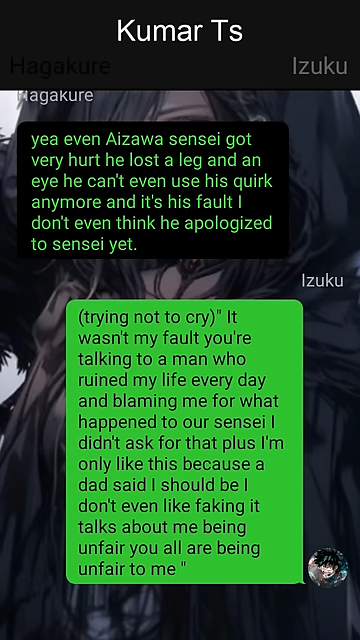 Kumar Ts
Hagakure Izuku
Hagakure
yea even Aizawa sensei got
very hurt he lost a leg and an
eye he can't even use his quirk
anymore and it's his fault I
don't even think he apologized
to sensei yet.
Izuku
(trying not to cry)" It
wasn't my fault you're
talking to a man who
ruined my life every day
and blaming me for what
happened to our sensei I
didn't ask for that plus I'm
only like this because a
dad said I should be I
don't even like faking it
talks about me being
unfair you all are being
unfair to me "